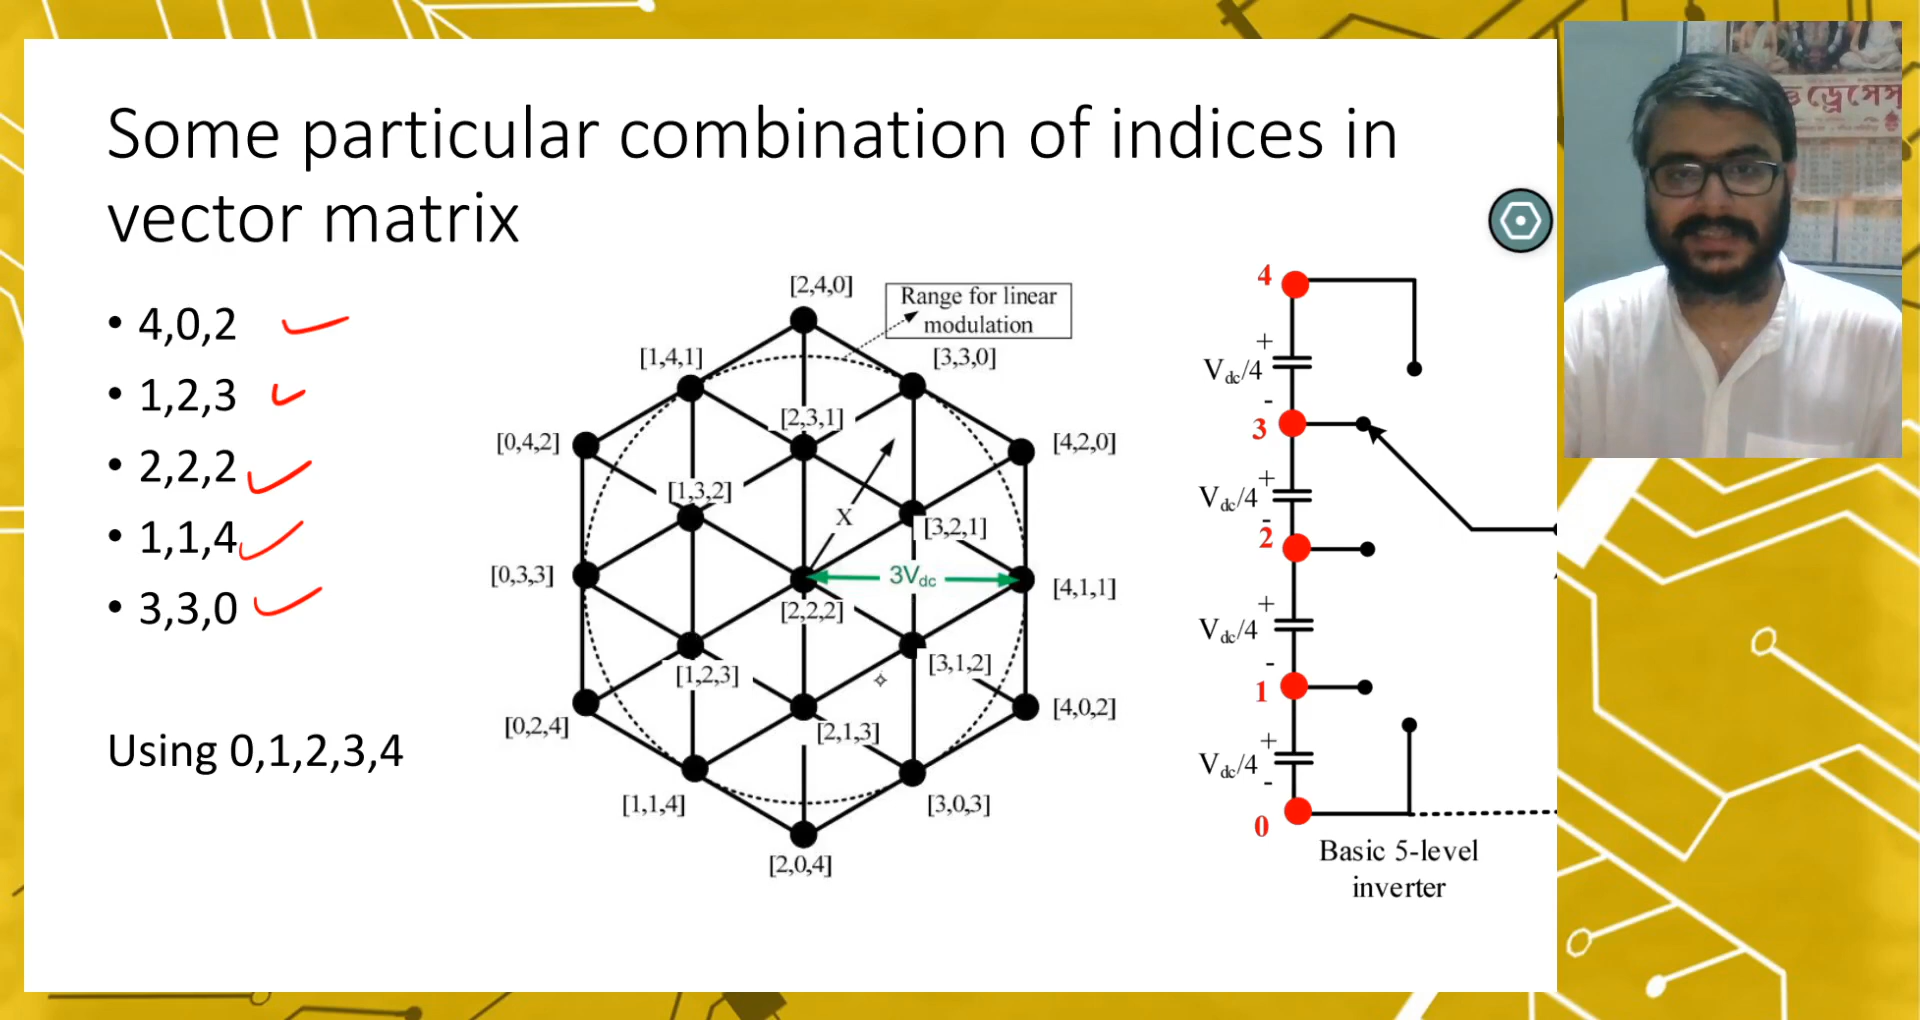 Some particular combination of indices in
vector matrix
• 4,0,2
• 1,2,3
• 2,2,2
• 1,1,4
• 3,3,0
Using 0,1,2,3,4
[2,4,0]
Range for linear
modulation
[1,4,1]
[3,3,0]
[2,3,1]
[0,4,2]
[4,2,0]
[1,3,2]
X
[3,2,1]
[0,3,3]
3Vdc
[4,1,1]
[2,2,2]
[1,2,3]
[3,1,2]
[0,2,4]
[2,1,3]
[4,0,2]
[1,1,4]
[3,0,3]
[2,0,4]
4
+
Vdc/4
-
3
+
Vdc/4
-
2
+
Vdc/4
-
1
+
Vdc/4
-
0
Basic 5-level
inverter
ড্রেসেস